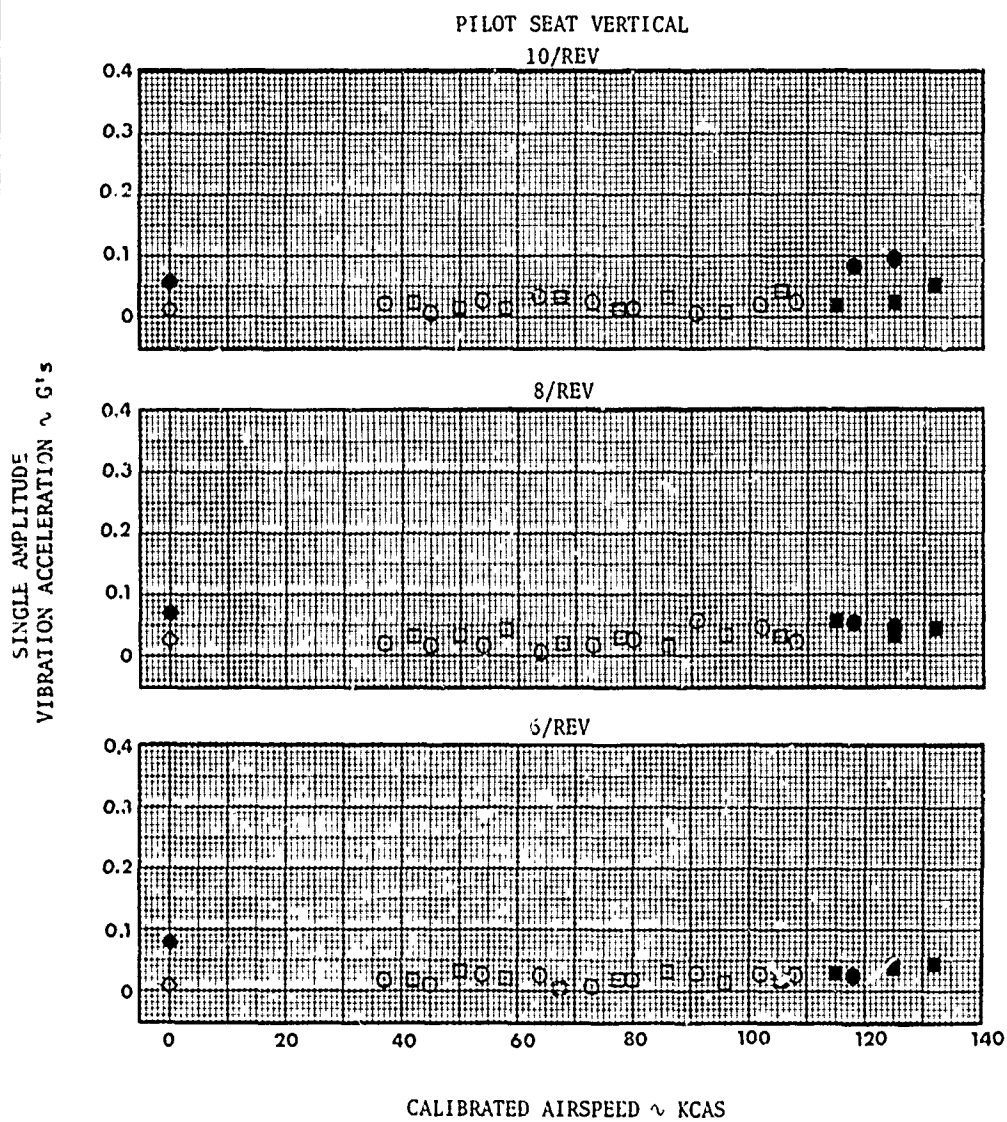 PILOT SEAT VERTICAL
10/REV
0.4
0.3
0.2
0.1
0
8/REV
0.4
0.3
0.2
0.1
0
SINGLE AMPLITUDE
VIBRATION ACCELERATION ~ G's
6/REV
0.4
0.3
0.2
0.1
0
0 20 40 60 80 100 120 140
CALIBRATED AIRSPEED ~ KCAS